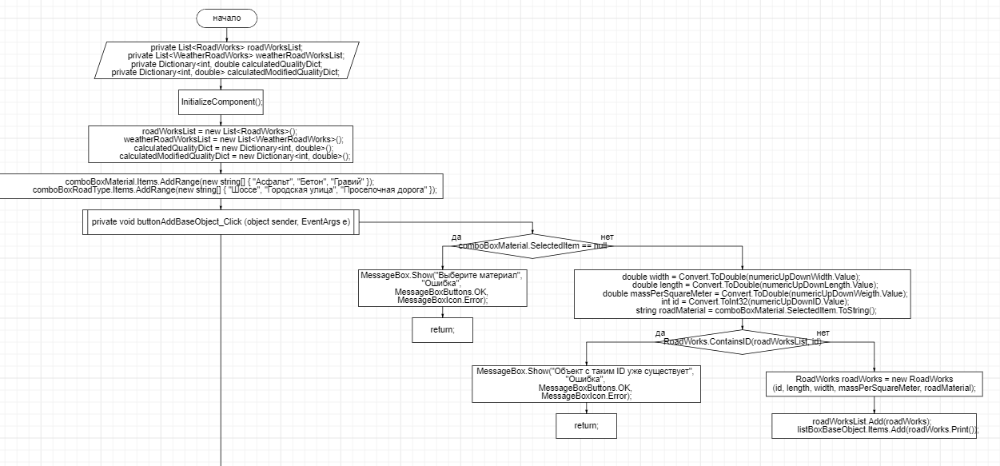 начало
private List<RoadWorks> roadWorksList;
private List<WeatherRoadWorks> weatherRoadWorksList;
private Dictionary<int, double calculatedQualityDict;
private Dictionary<int, double> calculatedModifiedQualityDict;
InitializeComponent();
roadWorksList = new List<RoadWorks>();
weatherRoadWorksList = new List<WeatherRoadWorks>();
calculatedQualityDict = new Dictionary<int, double>();
calculatedModifiedQualityDict = new Dictionary<int, double>();
comboBoxMaterial.Items.AddRange(new string[] { "Асфальт", "Бетон", "Гравий" });
comboBoxRoadType.Items.AddRange(new string[] { "Шоссе", "Городская улица", "Проселочная дорога" });
private void buttonAddBaseObject_Click (object sender, EventArgs e)
да
нет
comboBoxMaterial.SelectedItem == null
MessageBox.Show("Выберите материал",
"Ошибка",
MessageBoxButtons.OK,
MessageBoxIcon.Error);
return;
double width = Convert.ToDouble(numericUpDownWidth.Value);
double length = Convert.ToDouble(numericUpDownLength.Value);
double massPerSquareMeter = Convert.ToDouble(numericUpDownWeigth.Value);
int id = Convert.ToInt32(numericUpDownID.Value);
string roadMaterial = comboBoxMaterial.SelectedItem.ToString();
да
нет
RoadWorks.ContainsID(roadWorksList, id)
MessageBox.Show("Объект с таким ID уже существует",
"Ошибка",
MessageBoxButtons.OK,
MessageBoxIcon.Error);
return;
RoadWorks roadWorks = new RoadWorks
(id, length, width, massPerSquareMeter, roadMaterial);
roadWorksList.Add(roadWorks);
listBoxBaseObject.Items.Add(roadWorks.Print());